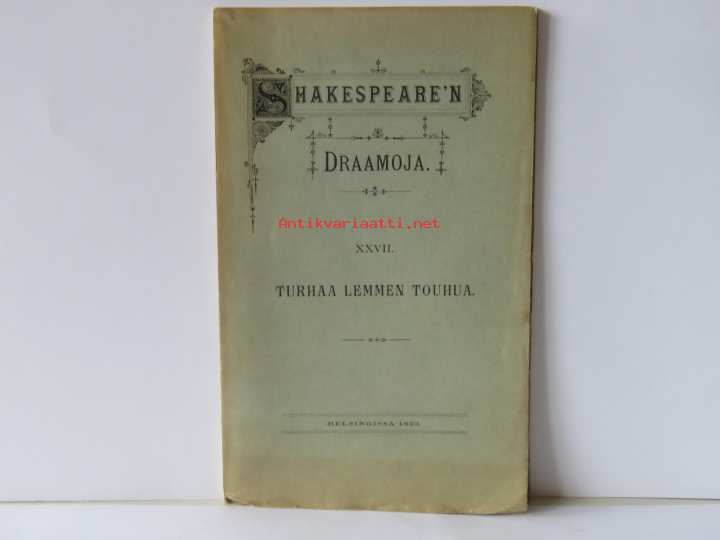 SHAKESPEARE'N
DRAAMOJA.
Antikvariaatti.net
XXVII.
TURHAA LEMMEN TOUHUA.
HELSINGISSÄ